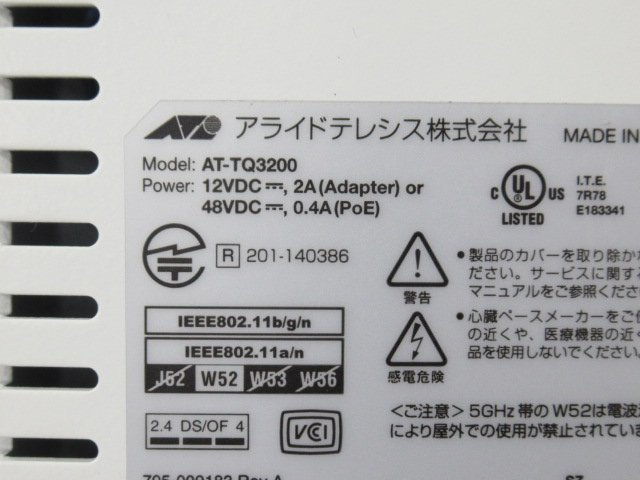 アライドテレシス株式会社
MADE IN
Model: AT-TQ3200
Power: 12VDC⎓, 2A(Adapter) or
48VDC⎓, 0.4A(PoE)
C UL US
LISTED
I.T.E.
7R78
E183341
R 201-140386
警告
•製品のカバーを取り除か
ださい。サービスに関する
マニュアルをご参照くださ
IEEE802.11b/g/n
IEEE802.11a/n
J52 W52 W53 W56
感電危険
•心臓ペースメーカーをご
の近くや、医療機器の近く
品を使用しないでください
2.4 DS/OF 4
VCI
<ご注意>5GHz帯のW52は電波
により屋外での使用が禁止されていま